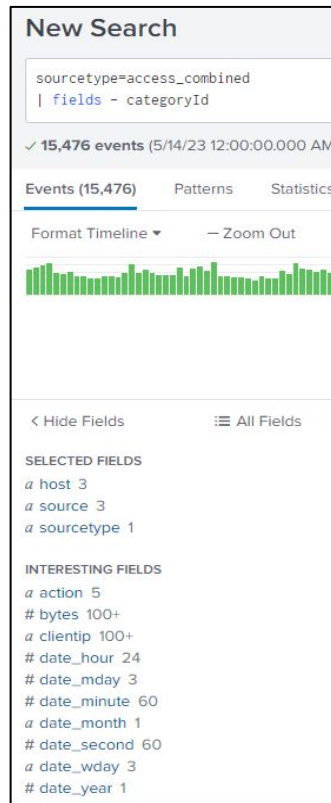 New Search
sourcetype=access_combined
| fields - categoryId
✓ 15,476 events (5/14/23 12:00:00.000 AM
Events (15,476) Patterns Statistics
Format Timeline ▾ — Zoom Out
< Hide Fields ≔ All Fields
SELECTED FIELDS
a host 3
a source 3
a sourcetype 1
INTERESTING FIELDS
a action 5
# bytes 100+
a clientip 100+
# date_hour 24
# date_mday 3
# date_minute 60
a date_month 1
# date_second 60
a date_wday 3
# date_year 1